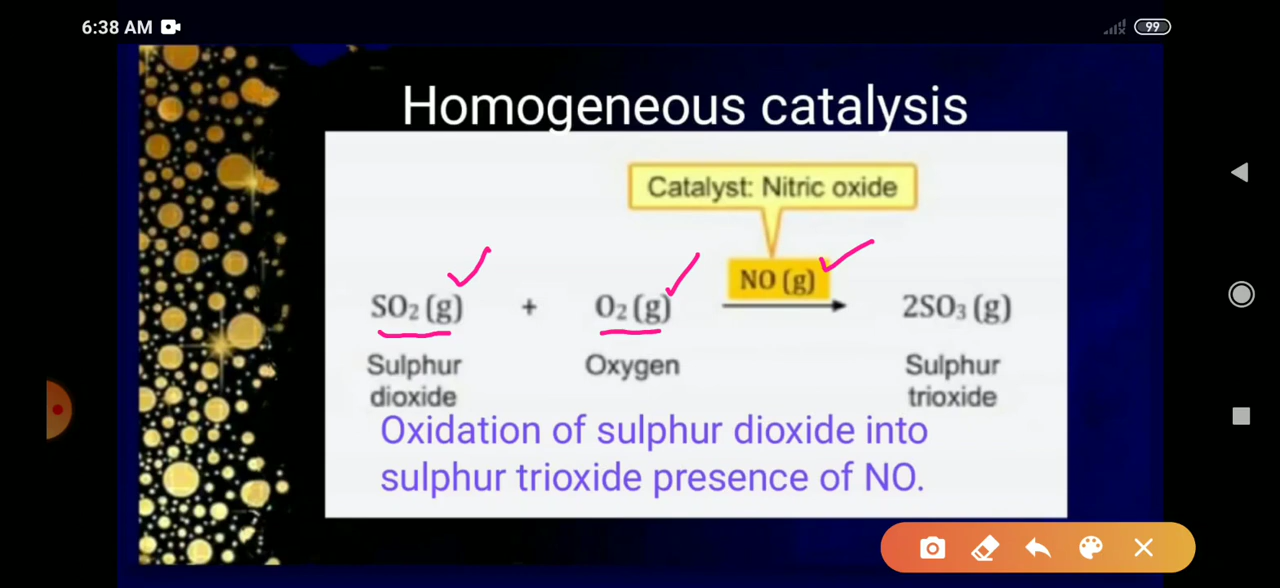 6:38 AM
99
Homogeneous catalysis
Catalyst: Nitric oxide
NO (g)
SO₂ (g) + O₂ (g) 2SO₃ (g)
Sulphur dioxide Oxygen Sulphur trioxide
Oxidation of sulphur dioxide into
sulphur trioxide presence of NO.